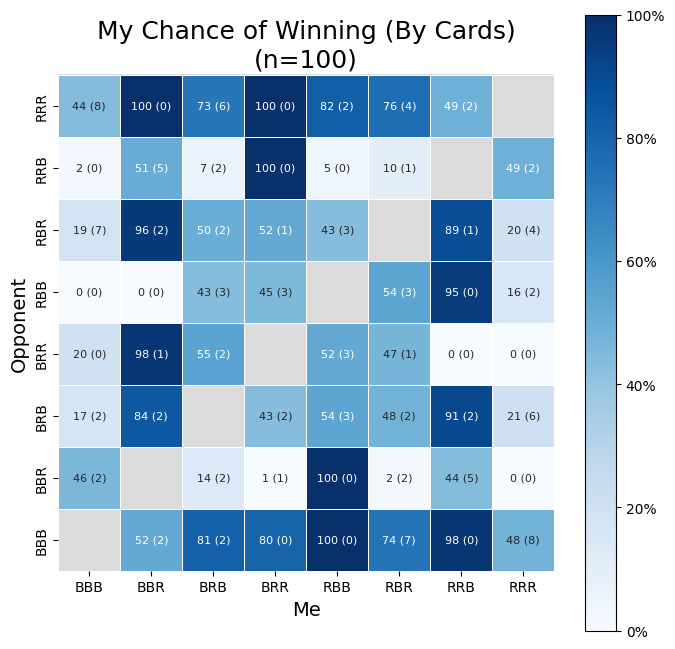 My Chance of Winning (By Cards)
(n=100)
100%
80%
60%
40%
20%
0%
Opponent
RRR 44 (8) 100 (0) 73 (6) 100 (0) 82 (2) 76 (4) 49 (2)
RRB 2 (0) 51 (5) 7 (2) 100 (0) 5 (0) 10 (1) 49 (2)
RBR 19 (7) 96 (2) 50 (2) 52 (1) 43 (3) 89 (1) 20 (4)
RBB 0 (0) 0 (0) 43 (3) 45 (3) 54 (3) 95 (0) 16 (2)
BRR 20 (0) 98 (1) 55 (2) 52 (3) 47 (1) 0 (0) 0 (0)
BRB 17 (2) 84 (2) 43 (2) 54 (3) 48 (2) 91 (2) 21 (6)
BBR 46 (2) 14 (2) 1 (1) 100 (0) 2 (2) 44 (5) 0 (0)
BBB 52 (2) 81 (2) 80 (0) 100 (0) 74 (7) 98 (0) 48 (8)
BBB BBR BRB BRR RBB RBR RRB RRR
Me